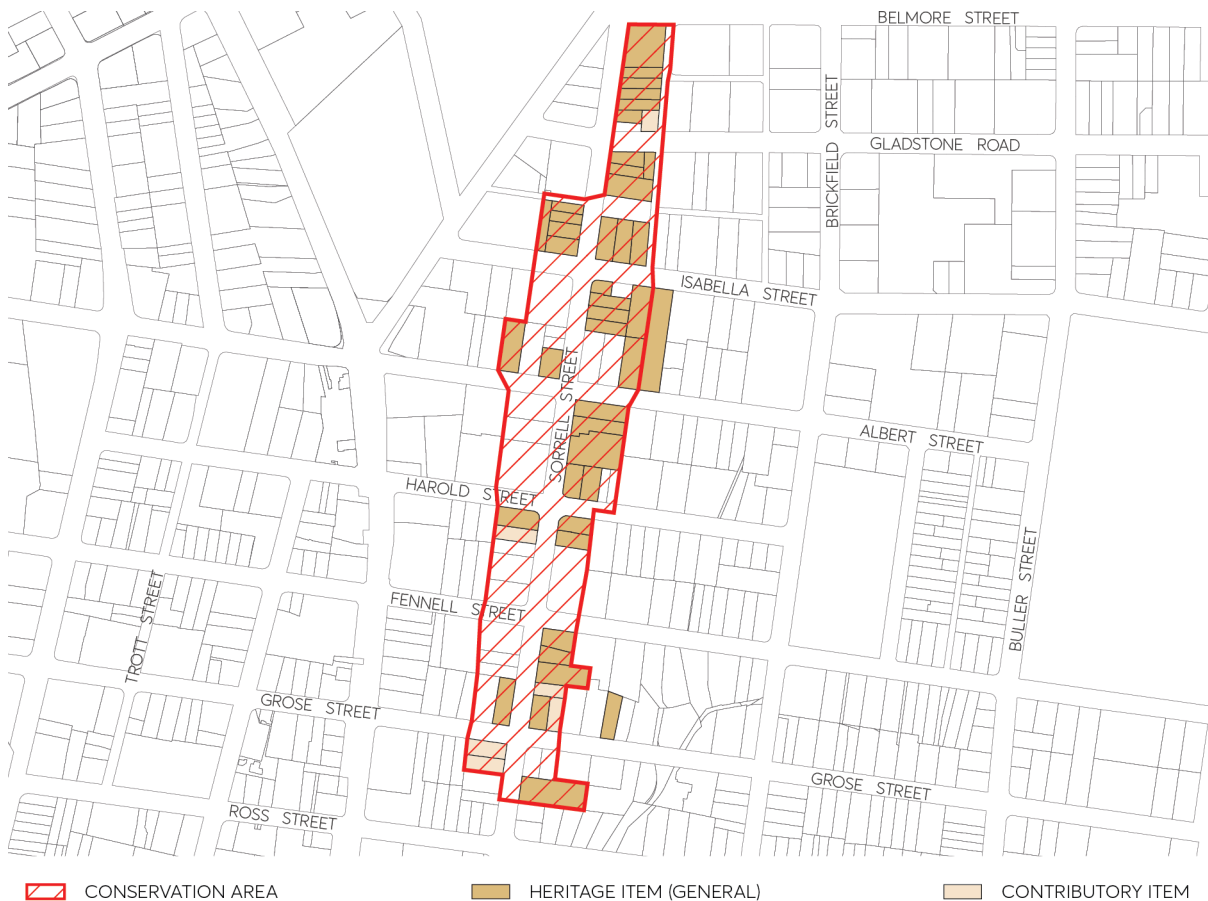 BELMORE STREET
BRICKFIELD STREET
GLADSTONE ROAD
ISABELLA STREET
SORRELL STREET
ALBERT STREET
HAROLD STREET
BULLER STREET
FENNELL STREET
TROTT STREET
GROSE STREET
GROSE STREET
ROSS STREET
CONSERVATION AREA
HERITAGE ITEM (GENERAL)
CONTRIBUTORY ITEM